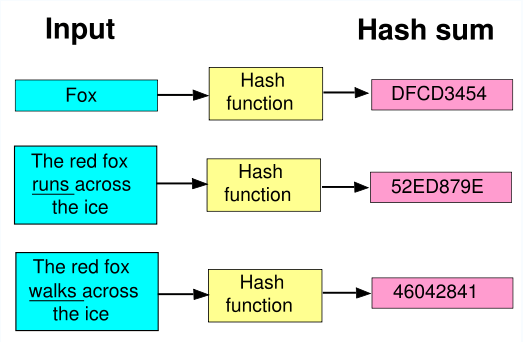 Input
Hash sum
Fox
Hash
function
DFCD3454
The red fox
runs across
the ice
Hash
function
52ED879E
The red fox
walks across
the ice
Hash
function
46042841